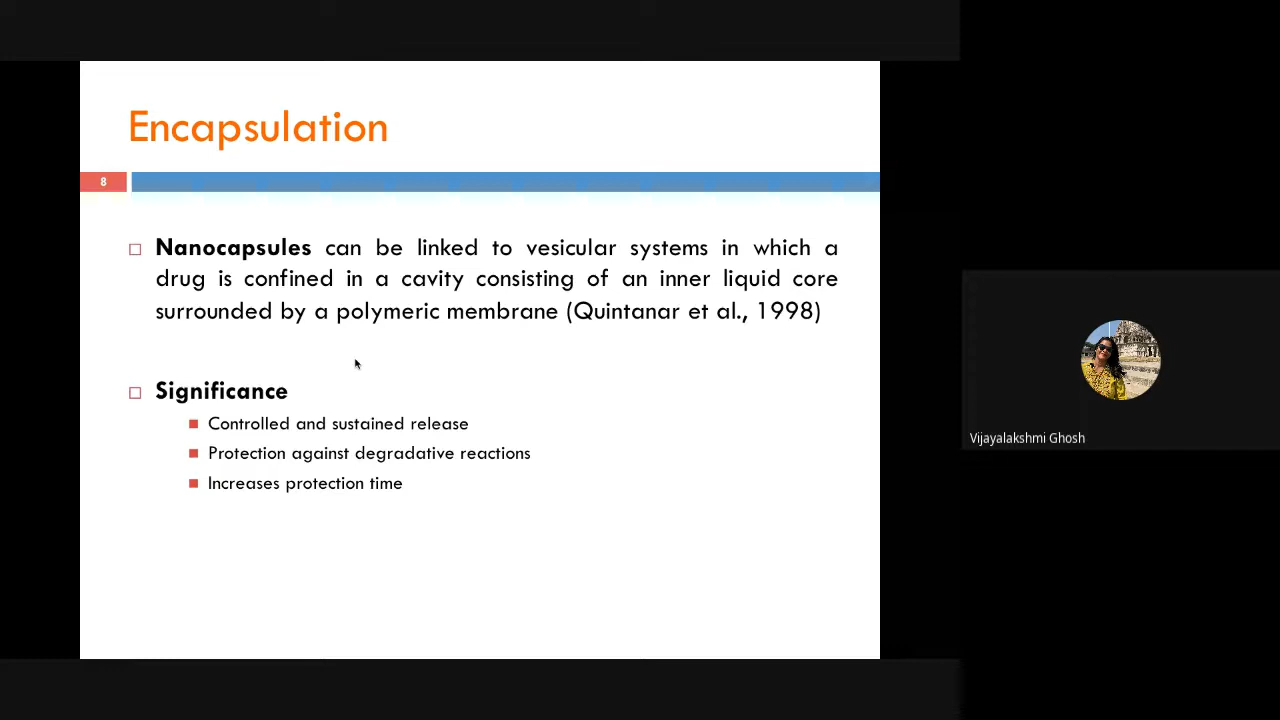 Encapsulation
8
Nanocapsules can be linked to vesicular systems in which a
drug is confined in a cavity consisting of an inner liquid core
surrounded by a polymeric membrane (Quintanar et al., 1998)
Significance
Controlled and sustained release
Protection against degradative reactions
Increases protection time
Vijayalakshmi Ghosh